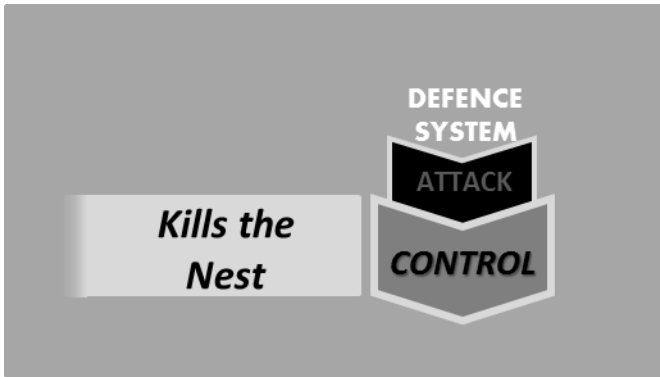 DEFENCE
SYSTEM
ATTACK
Kills the
Nest
CONTROL